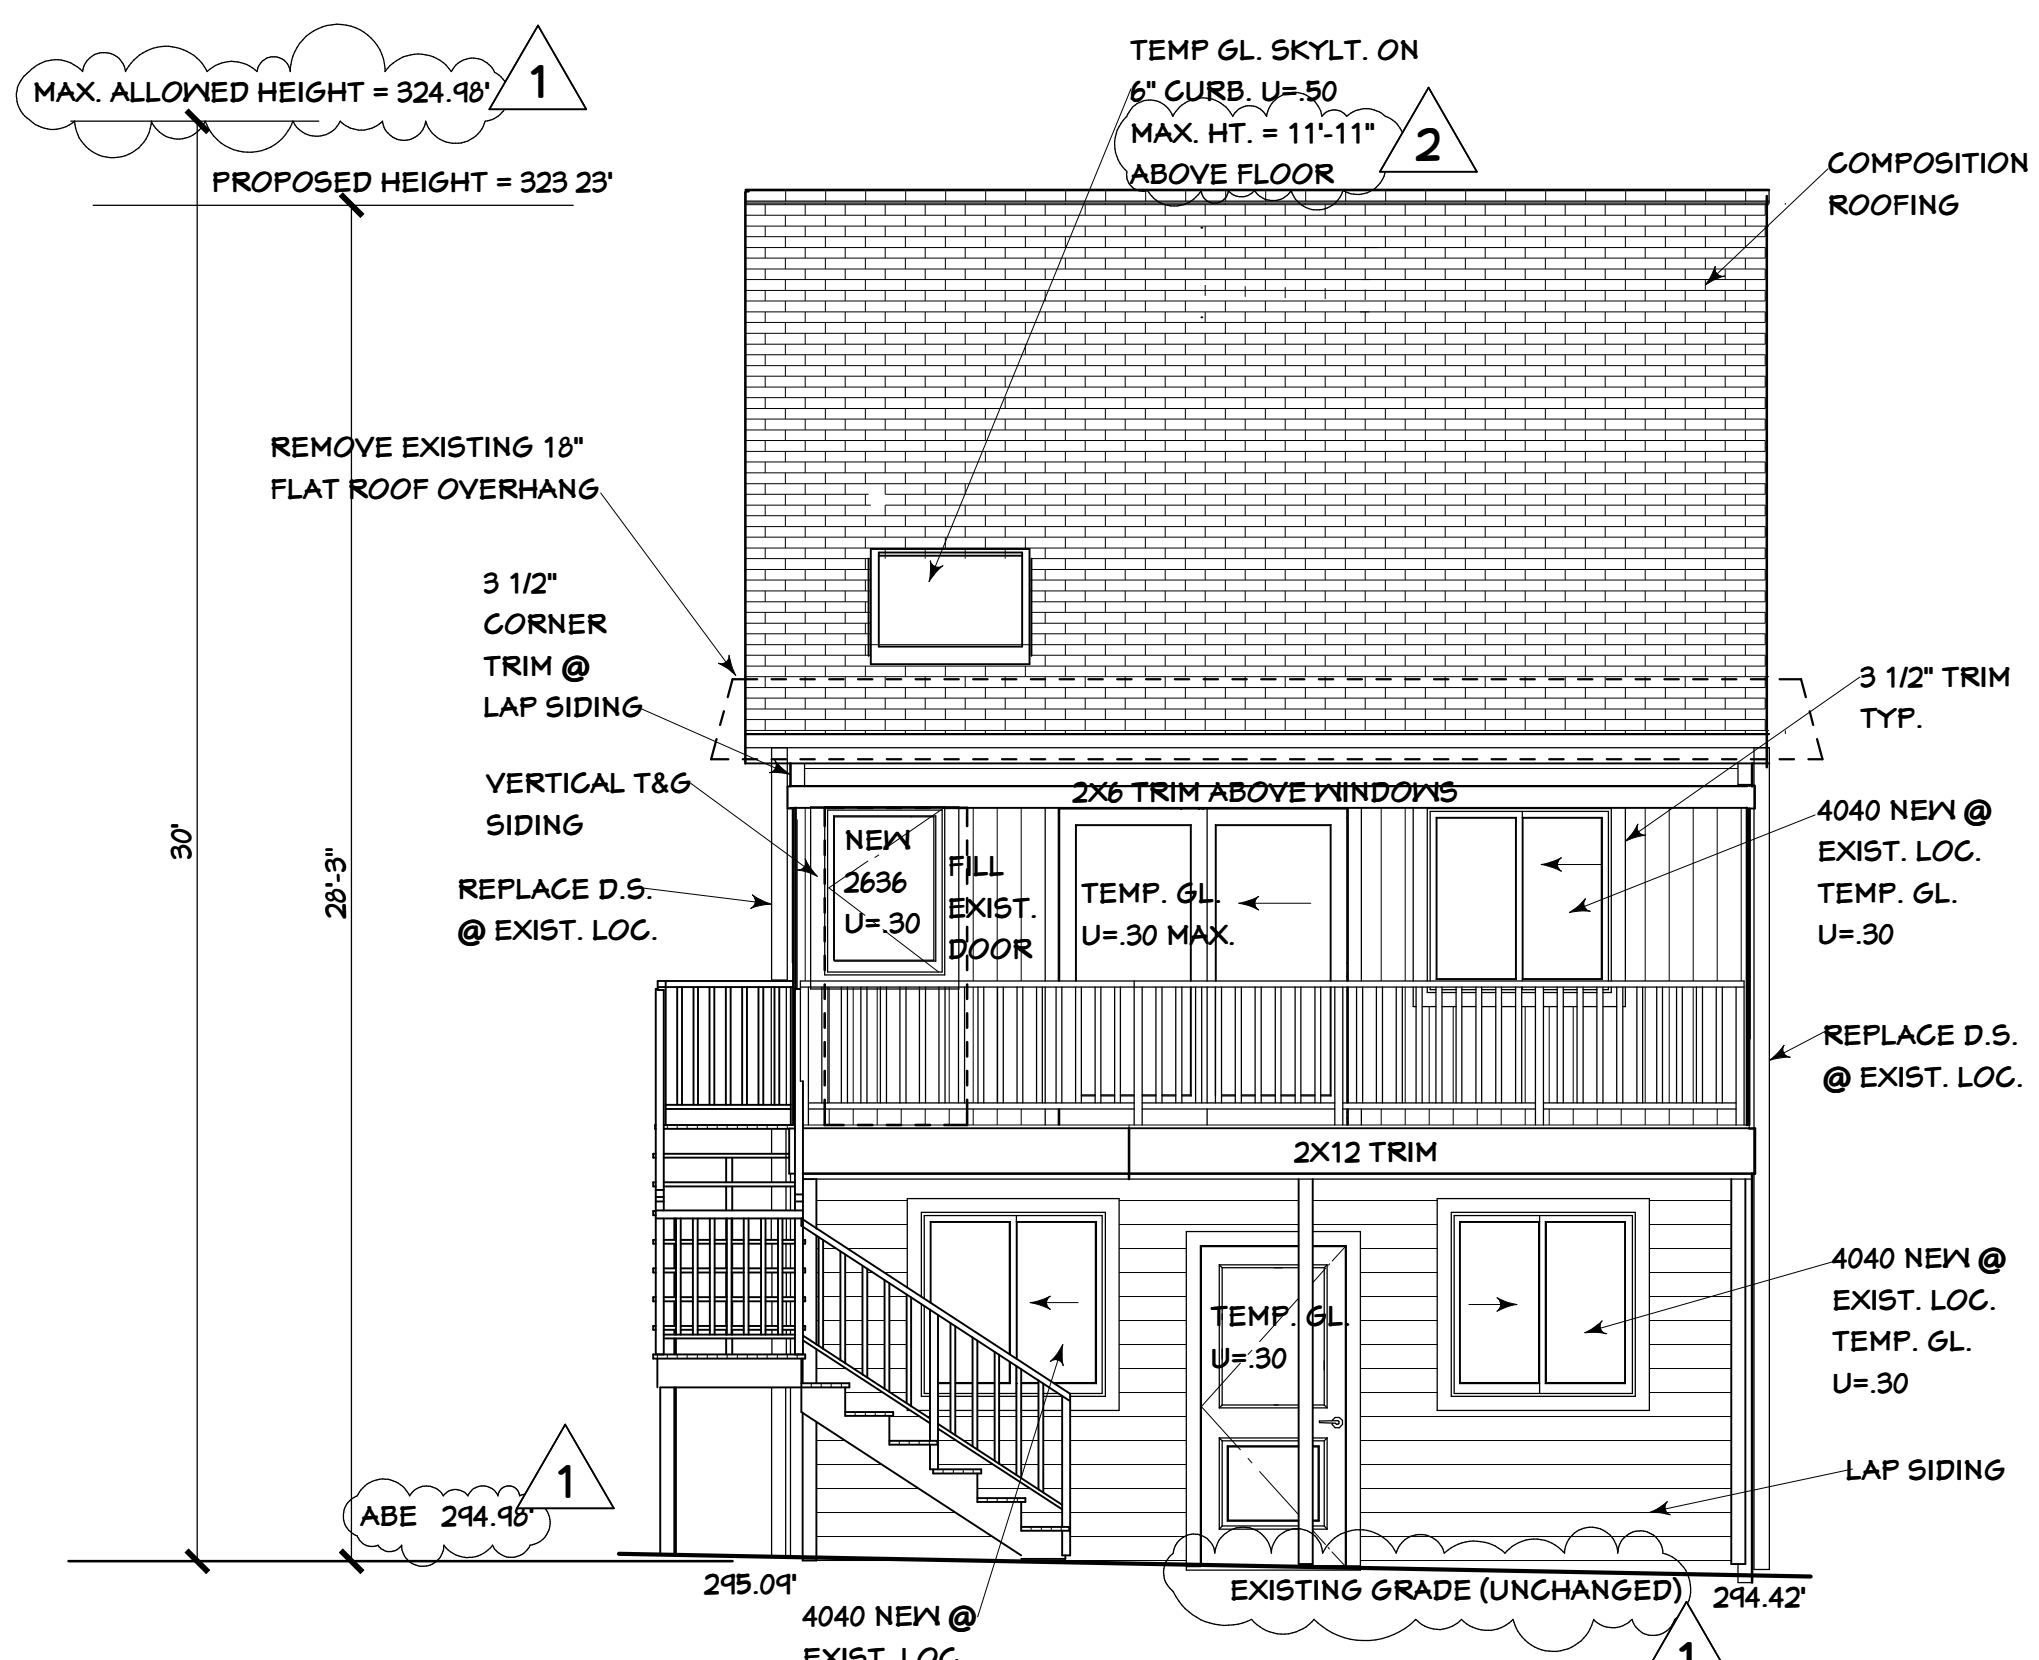 MAX. ALLOWED HEIGHT = 324.98'
1
PROPOSED HEIGHT = 323 23'
TEMP GL. SKYLT. ON
6" CURB. U=.50
MAX. HT. = 11'-11"
ABOVE FLOOR
2
COMPOSITION
ROOFING
REMOVE EXISTING 18"
FLAT ROOF OVERHANG
3 1/2"
CORNER
TRIM @
LAP SIDING
VERTICAL T&G
SIDING
REPLACE D.S.
@ EXIST. LOC.
30'
28'-3"
3 1/2" TRIM
TYP.
2X6 TRIM ABOVE WINDOWS
NEW
2636
U=.30
FILL
EXIST.
DOOR
TEMP. GL.
U=.30 MAX.
4040 NEW @
EXIST. LOC.
TEMP. GL.
U=.30
REPLACE D.S.
@ EXIST. LOC.
2X12 TRIM
TEMP. GL.
U=.30
4040 NEW @
EXIST. LOC.
TEMP. GL.
U=.30
LAP SIDING
ABE 294.98'
1
295.09'
EXISTING GRADE (UNCHANGED)
294.42'
1
4040 NEW @
EXIST. LOC.